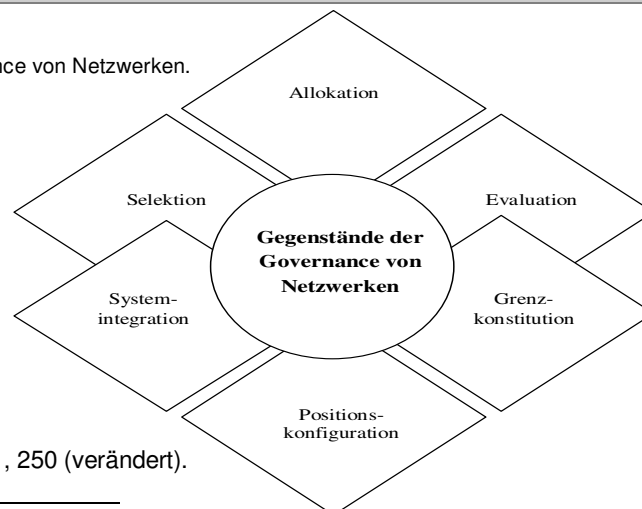 nce von Netzwerken.
Allokation
Selektion
Evaluation
Gegenstände der
Governance von
Netzwerken
System-
integration
Grenz-
konstitution
Positions-
konfiguration
, 250 (verändert).